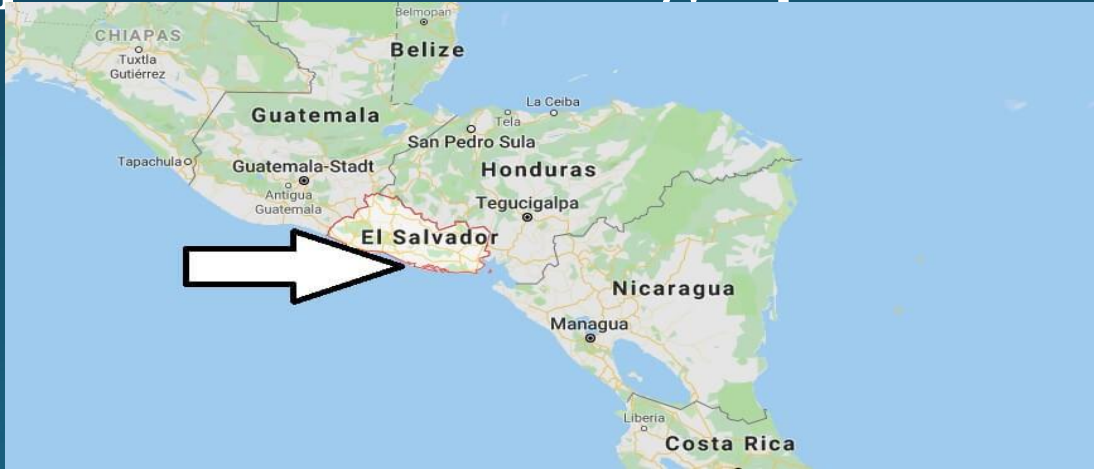 Belmopan
CHIAPAS
Belize
Tuxtla
Gutiérrez
La Ceiba
Guatemala
Tela
San Pedro Sula
Tapachula
Guatemala-Stadt
Honduras
Antigua
Guatemala
Tegucigalpa
El Salvador
Nicaragua
Managua
Liberia
Costa Rica